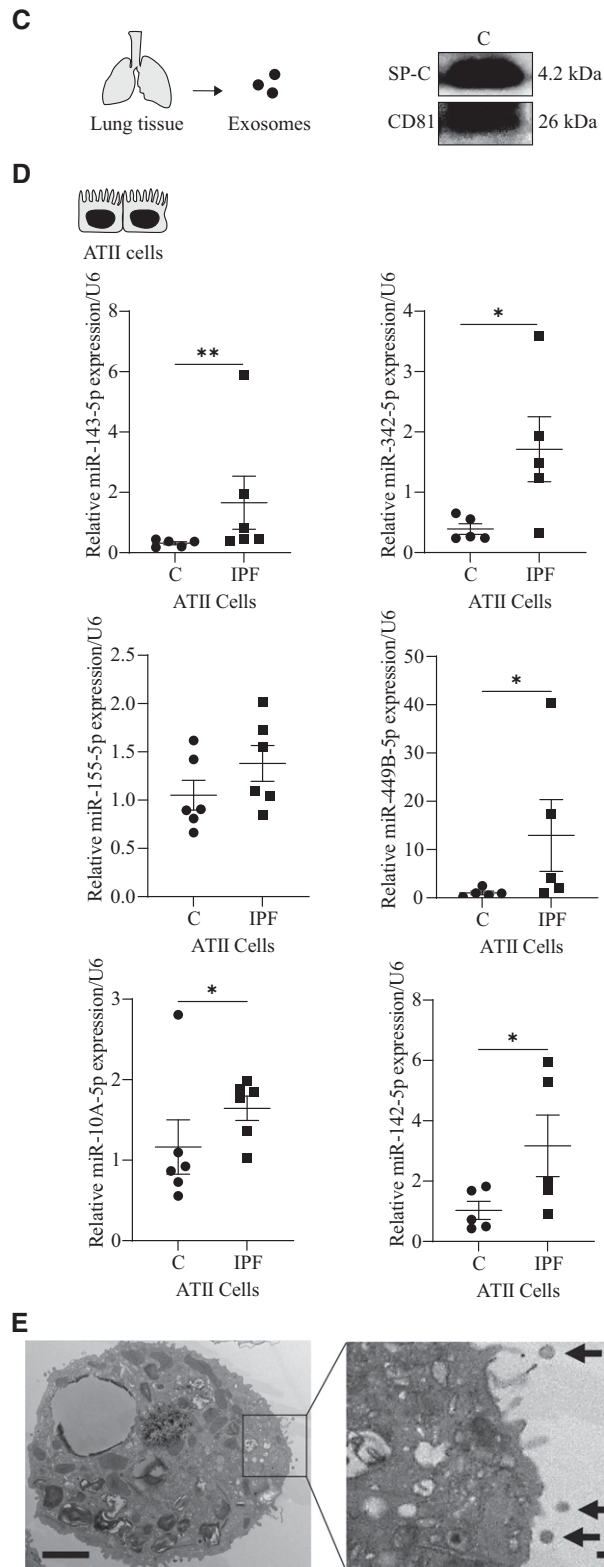 C
Lung tissue
Exosomes
C
SP-C
4.2 kDa
CD81
26 kDa
D
ATII cells
Relative miR-143-5p expression/U6
8
6
4
2
0
**
C
IPF
ATII Cells
Relative miR-342-5p expression/U6
4
3
2
1
0
*
C
IPF
ATII Cells
Relative miR-155-5p expression/U6
2.5
2.0
1.5
1.0
0.5
0.0
C
IPF
ATII Cells
Relative miR-449B-5p expression/U6
50
40
30
20
10
0
*
C
IPF
ATII Cells
Relative miR-10A-5p expression/U6
3
2
1
0
*
C
IPF
ATII Cells
Relative miR-142-5p expression/U6
8
6
4
2
0
*
C
IPF
ATII Cells
E